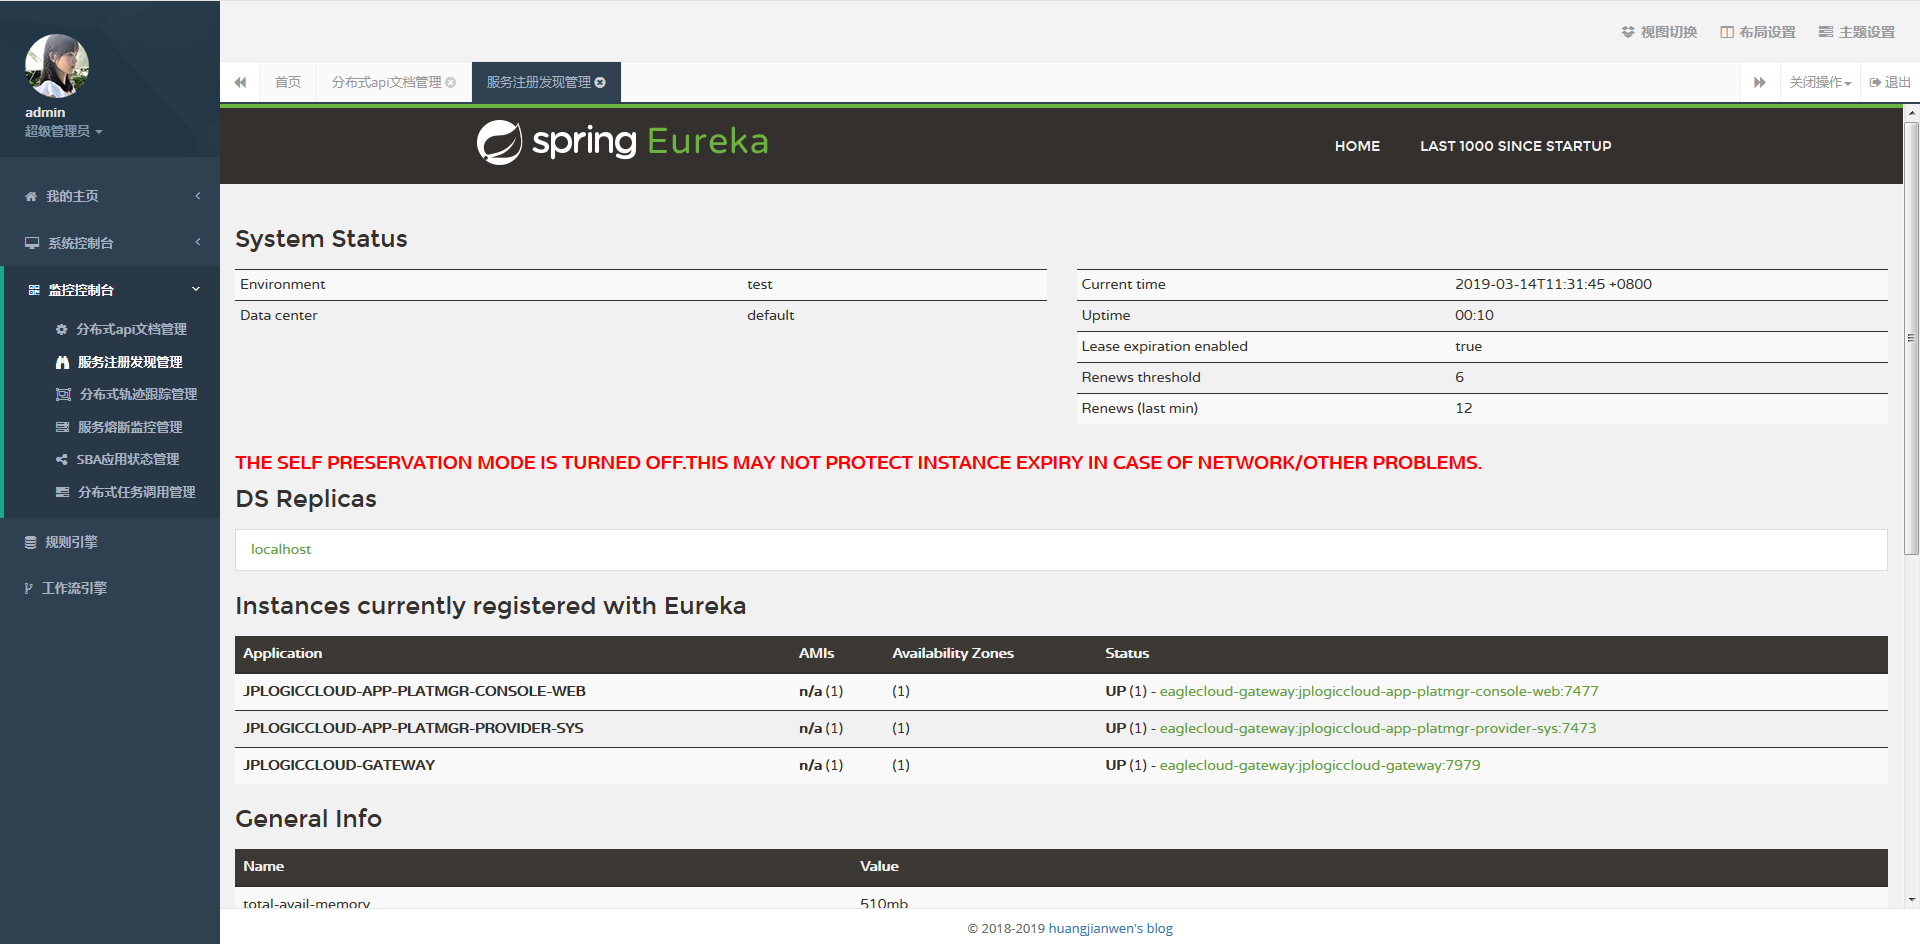 admin
超级管理员
我的主页
系统控制台
监控控制台
分布式api文档管理
服务注册发现管理
分布式轨迹跟踪管理
服务熔断监控管理
SBA应用状态管理
分布式任务调用管理
规则引擎
工作流引擎
视图切换 布局设置 主题设置
首页 分布式api文档管理 服务注册发现管理 关闭操作 退出
spring Eureka HOME LAST 1000 SINCE STARTUP
System Status
Environment test
Data center default
Current time 2019-03-14T11:31:45 +0800
Uptime 00:10
Lease expiration enabled true
Renews threshold 6
Renews (last min) 12
THE SELF PRESERVATION MODE IS TURNED OFF.THIS MAY NOT PROTECT INSTANCE EXPIRY IN CASE OF NETWORK/OTHER PROBLEMS.
DS Replicas
localhost
Instances currently registered with Eureka
Application AMIs Availability Zones Status
JPLOGICCLOUD-APP-PLATMGR-CONSOLE-WEB n/a (1) (1) UP (1) - eaglecloud-gateway:jplogiccloud-app-platmgr-console-web:7477
JPLOGICCLOUD-APP-PLATMGR-PROVIDER-SYS n/a (1) (1) UP (1) - eaglecloud-gateway:jplogiccloud-app-platmgr-provider-sys:7473
JPLOGICCLOUD-GATEWAY n/a (1) (1) UP (1) - eaglecloud-gateway:jplogiccloud-gateway:7979
General Info
Name Value
total-avail-memory 510mb
© 2018-2019 huangjianwen's blog